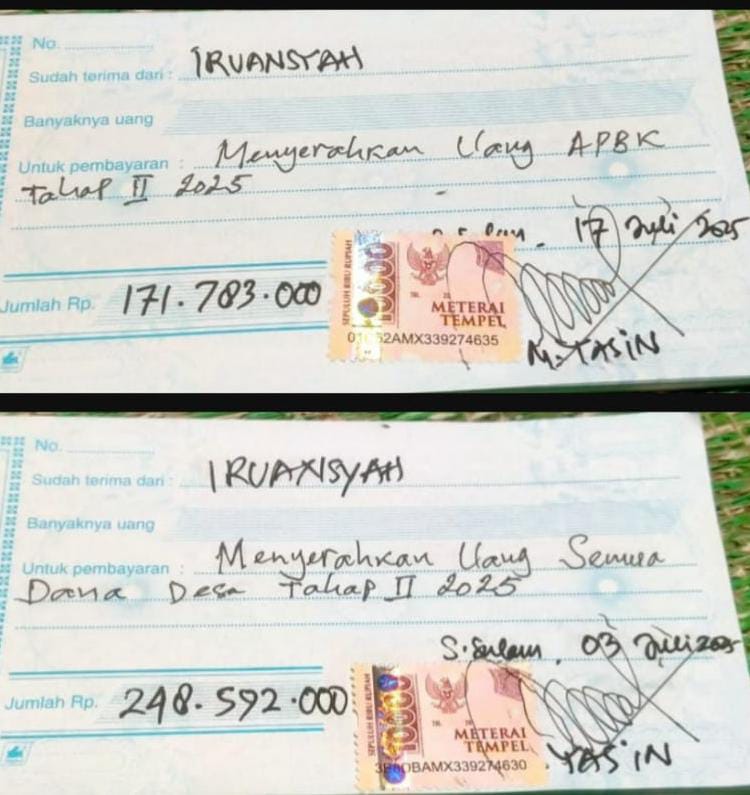 No.
Sudah terima dari : IRUANSYAH
Banyaknya uang
Untuk pembayaran : Menyerahkan Uang APBK
Tahap II 2025
17 Juli 2025
SEPULUH RIBU RUPIAH
10000
METERAI
TEMPEL
52AMX339274635
Jumlah Rp. 171.783.000
M. YASIN
No.
Sudah terima dari : IRUANSYAH
Banyaknya uang
Untuk pembayaran : Menyerahkan Uang Semua
Dana Desa Tahap II 2025
S. Salam, 03 Juli 2025
SEPULUH RIBU RUPIAH
10000
METERAI
TEMPEL
BAMX339274630
Jumlah Rp. 248.592.000
YASIN